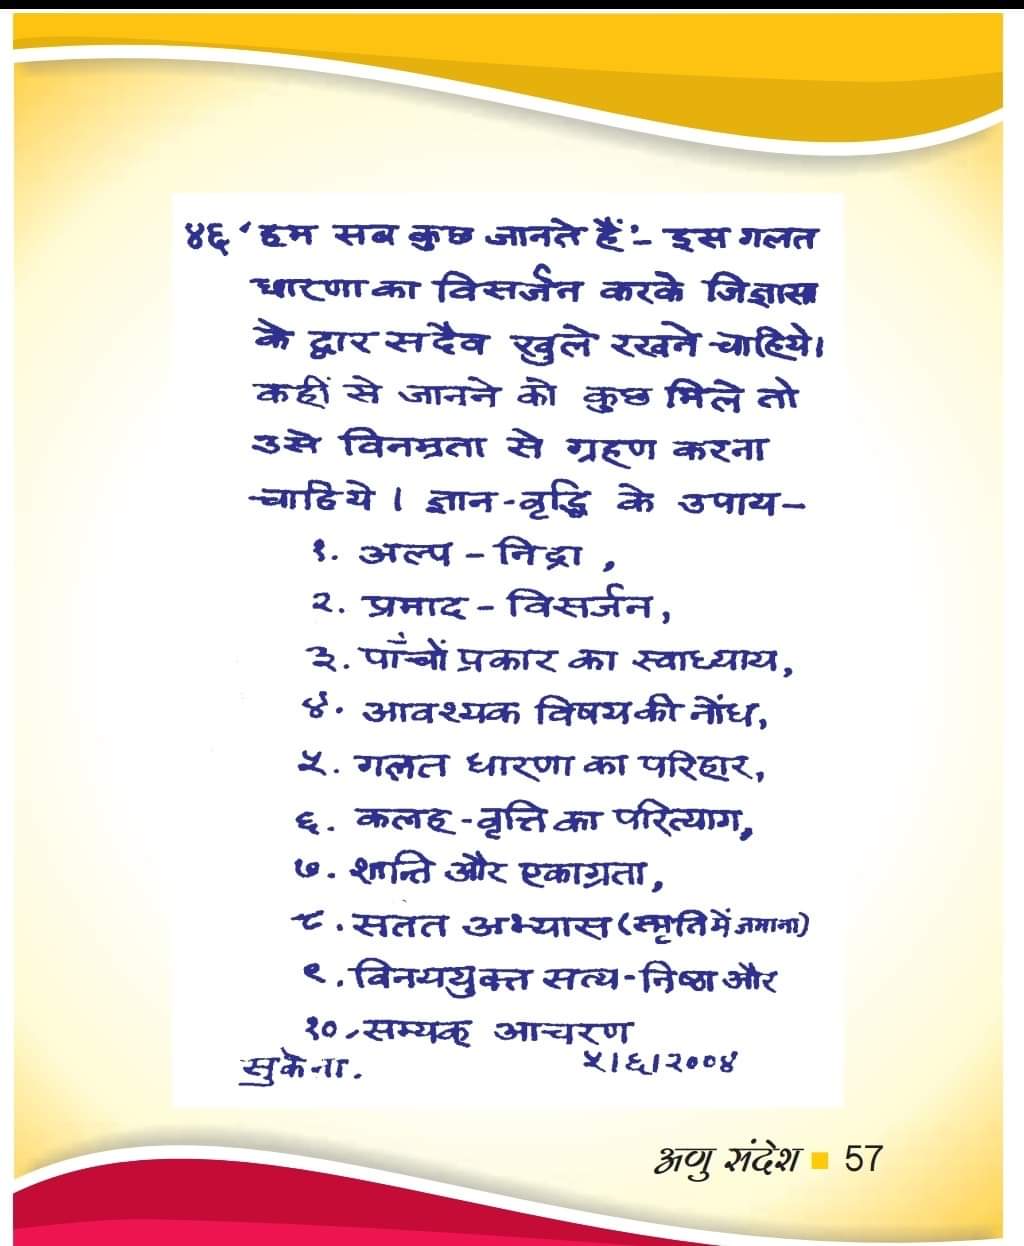 ४६ 'हम सब कुछ जानते हैं'- इस गलत
धारणा का विसर्जन करके जिज्ञासा
के द्वार सदैव खुले रखने चाहिये।
कहीं से जानने को कुछ मिले तो
उसे विनम्रता से ग्रहण करना
चाहिये। ज्ञान-वृद्धि के उपाय-
१. अल्प-निद्रा,
२. प्रमाद-विसर्जन,
३. पाँचों प्रकार का स्वाध्याय,
४. आवश्यक विषय की नोंध,
५. गलत धारणा का परिहार,
६. कलह-वृत्ति का परित्याग,
७. शान्ति और एकाग्रता,
८. सतत अभ्यास (स्मृति में जमाना)
९. विनययुक्त सत्य-निष्ठा और
१०. सम्यक् आचरण
सुकेना. ५।६।२००४
अणु संदेश 57